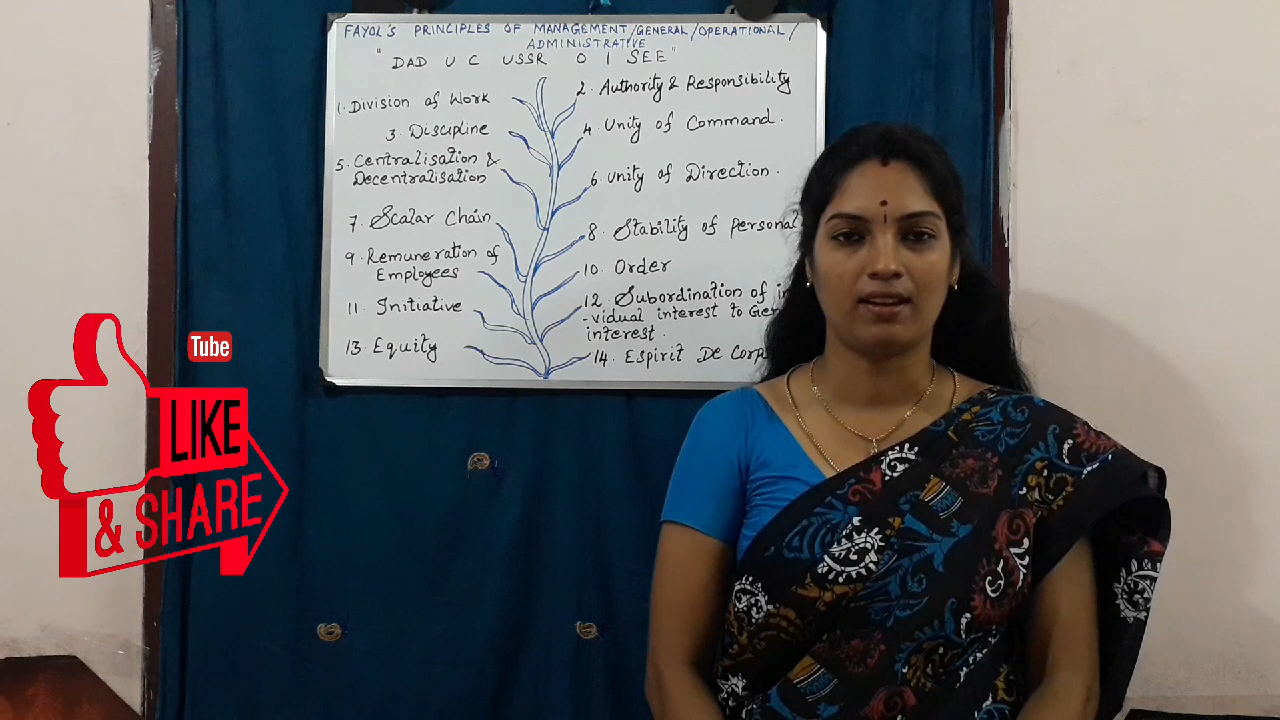 FAYOL'S PRINCIPLES OF MANAGEMENT/GENERAL/OPERATIONAL/
ADMINISTRATIVE
"DAD U C USSR O I SEE"
1. Division of Work
2. Authority & Responsibility
3. Discipline
4. Unity of Command.
5. Centralisation &
Decentralisation
6. Unity of Direction.
7. Scalar Chain
8. Stability of personal
9. Remuneration of
Employees
10. Order
11. Initiative
12. Subordination of in
-vidual interest to Gen
interest.
13. Equity
14. Espirit De Corp
Tube
LIKE
& SHARE